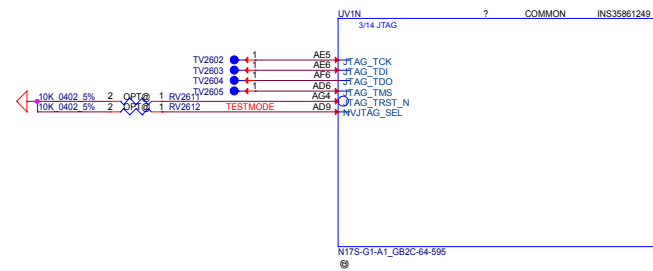 UV1N ? COMMON INS35861249
3/14 JTAG
TV2602 1 AE5 JTAG_TCK
TV2603 1 AE6 JTAG_TDI
TV2604 1 AF6 JTAG_TDO
TV2605 1 AD6 JTAG_TMS
10K_0402_5% 2 OPT@ 1 RV2611 AG4 JTAG_TRST_N
10K_0402_5% 2 OPT@ 1 RV2612 TESTMODE AD9 NVJTAG_SEL
N17S-G1-A1_GB2C-64-595
@